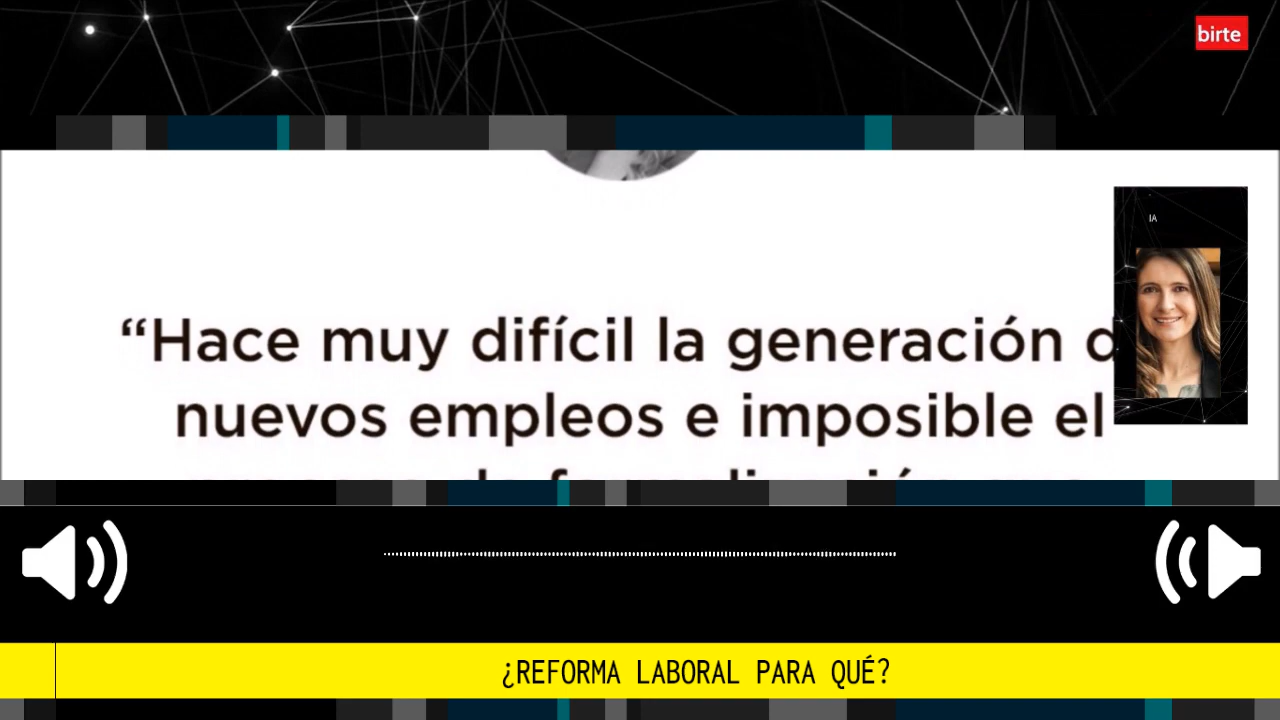 birte
IA
“Hace muy difícil la generación
nuevos empleos e imposible el
¿REFORMA LABORAL PARA QUÉ?